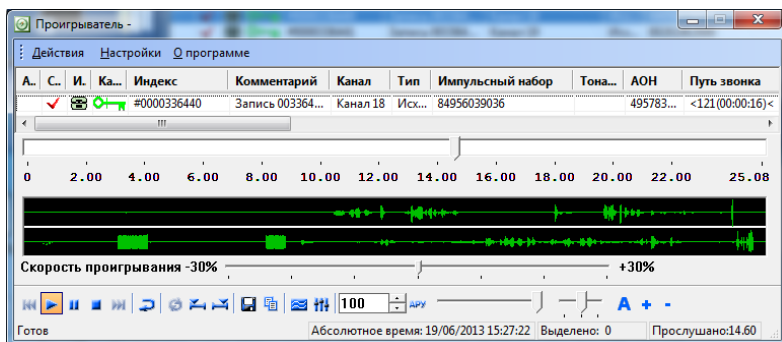 Проигрыватель -
Действия Настройки О программе
А.. С.. И. Ка... Индекс Комментарий Канал Тип Импульсный набор Тона... АОН Путь звонка
#0000336440 Запись 003364... Канал 18 Исх... 84956039036 495783... <121(00:00:16)<
0 2.00 4.00 6.00 8.00 10.00 12.00 14.00 16.00 18.00 20.00 22.00 25.08
Скорость проигрывания -30% +30%
100 АРУ A + -
Готов Абсолютное время: 19/06/2013 15:27:22 Выделено: 0 Прослушано:14.60